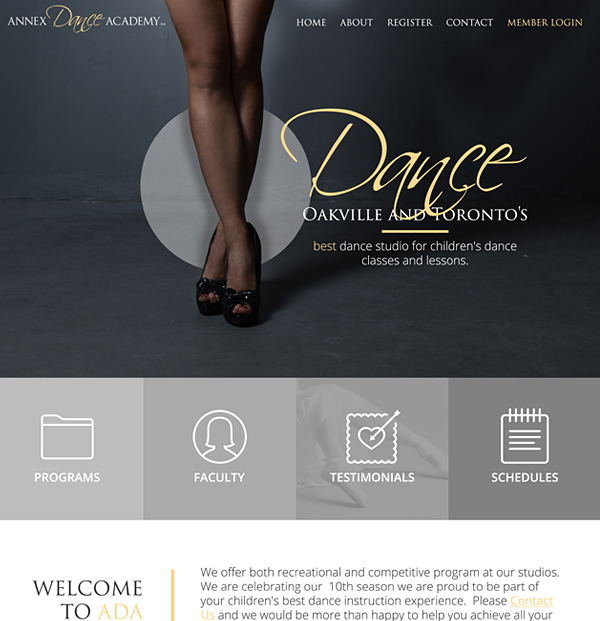 ANNEX Dance ACADEMY
HOME ABOUT REGISTER CONTACT MEMBER LOGIN
Dance
OAKVILLE AND TORONTO'S
best dance studio for children's dance
classes and lessons.
PROGRAMS FACULTY TESTIMONIALS SCHEDULES
WELCOME
TO ADA
We offer both recreational and competitive program at our studios.
We are celebrating our 10th season we are proud to be part of
your children's best dance instruction experience. Please Contact
Us and we would be more than happy to help you achieve all your